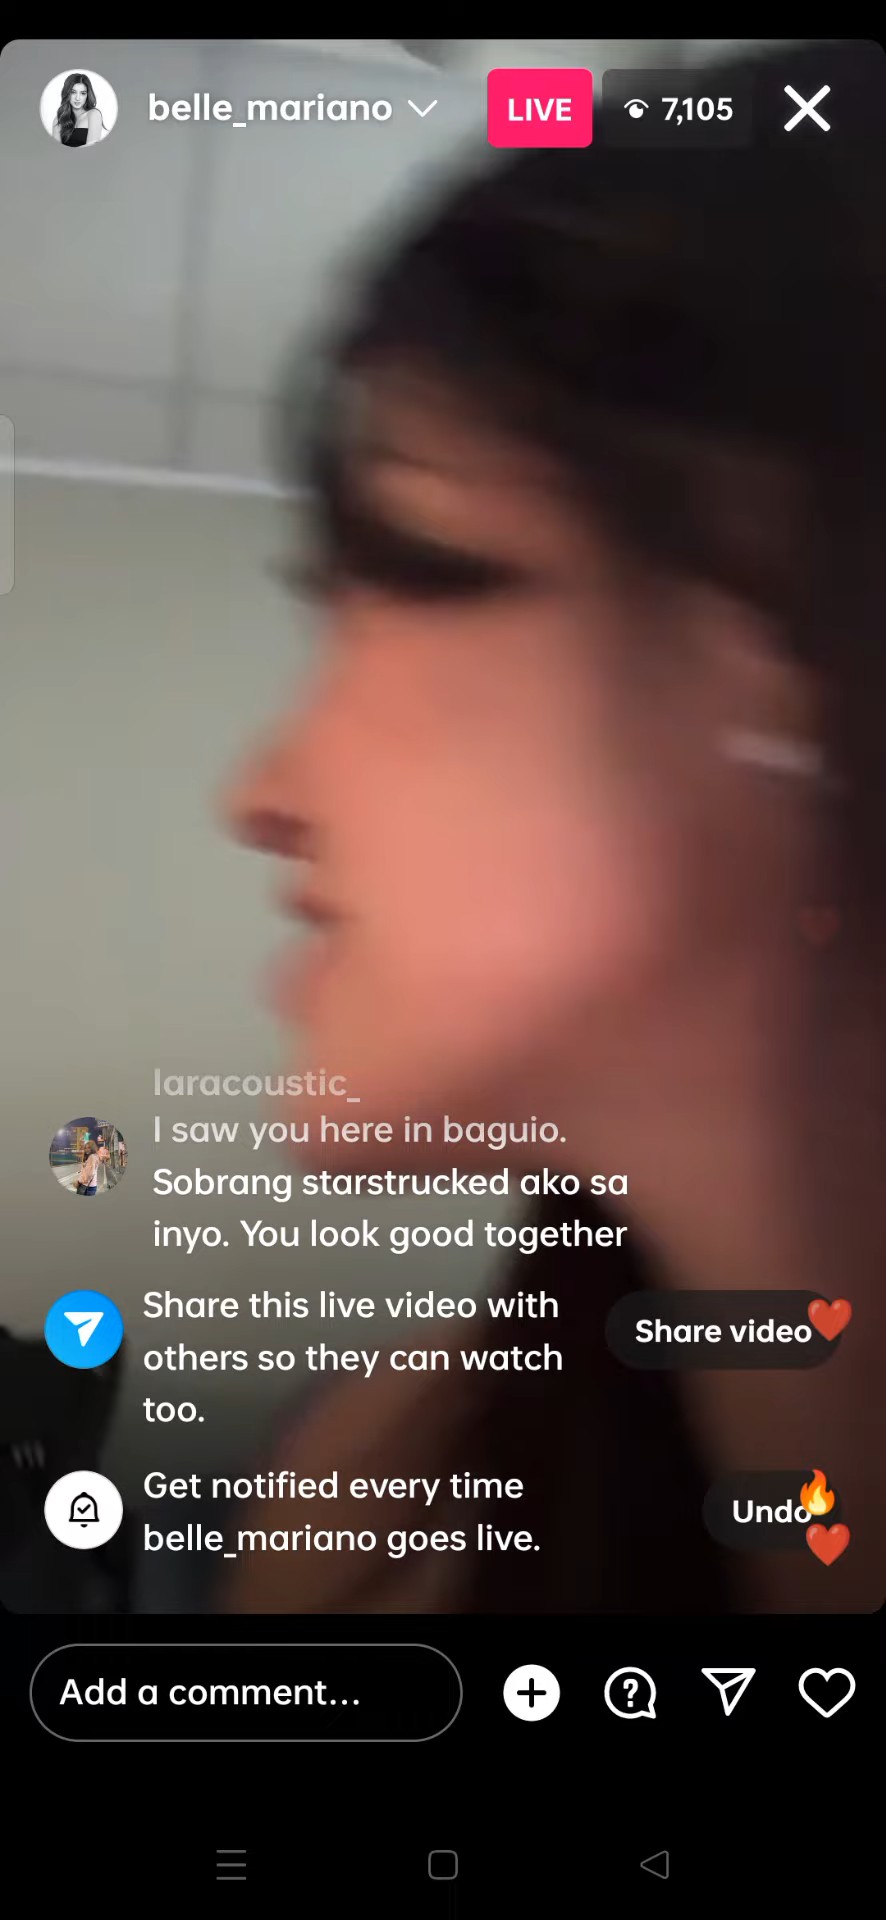 belle_mariano
LIVE
7,105
laracoustic_
I saw you here in baguio.
Sobrang starstrucked ako sa
inyo. You look good together
Share this live video with
others so they can watch
too.
Share video
Get notified every time
belle_mariano goes live.
Undo
Add a comment...